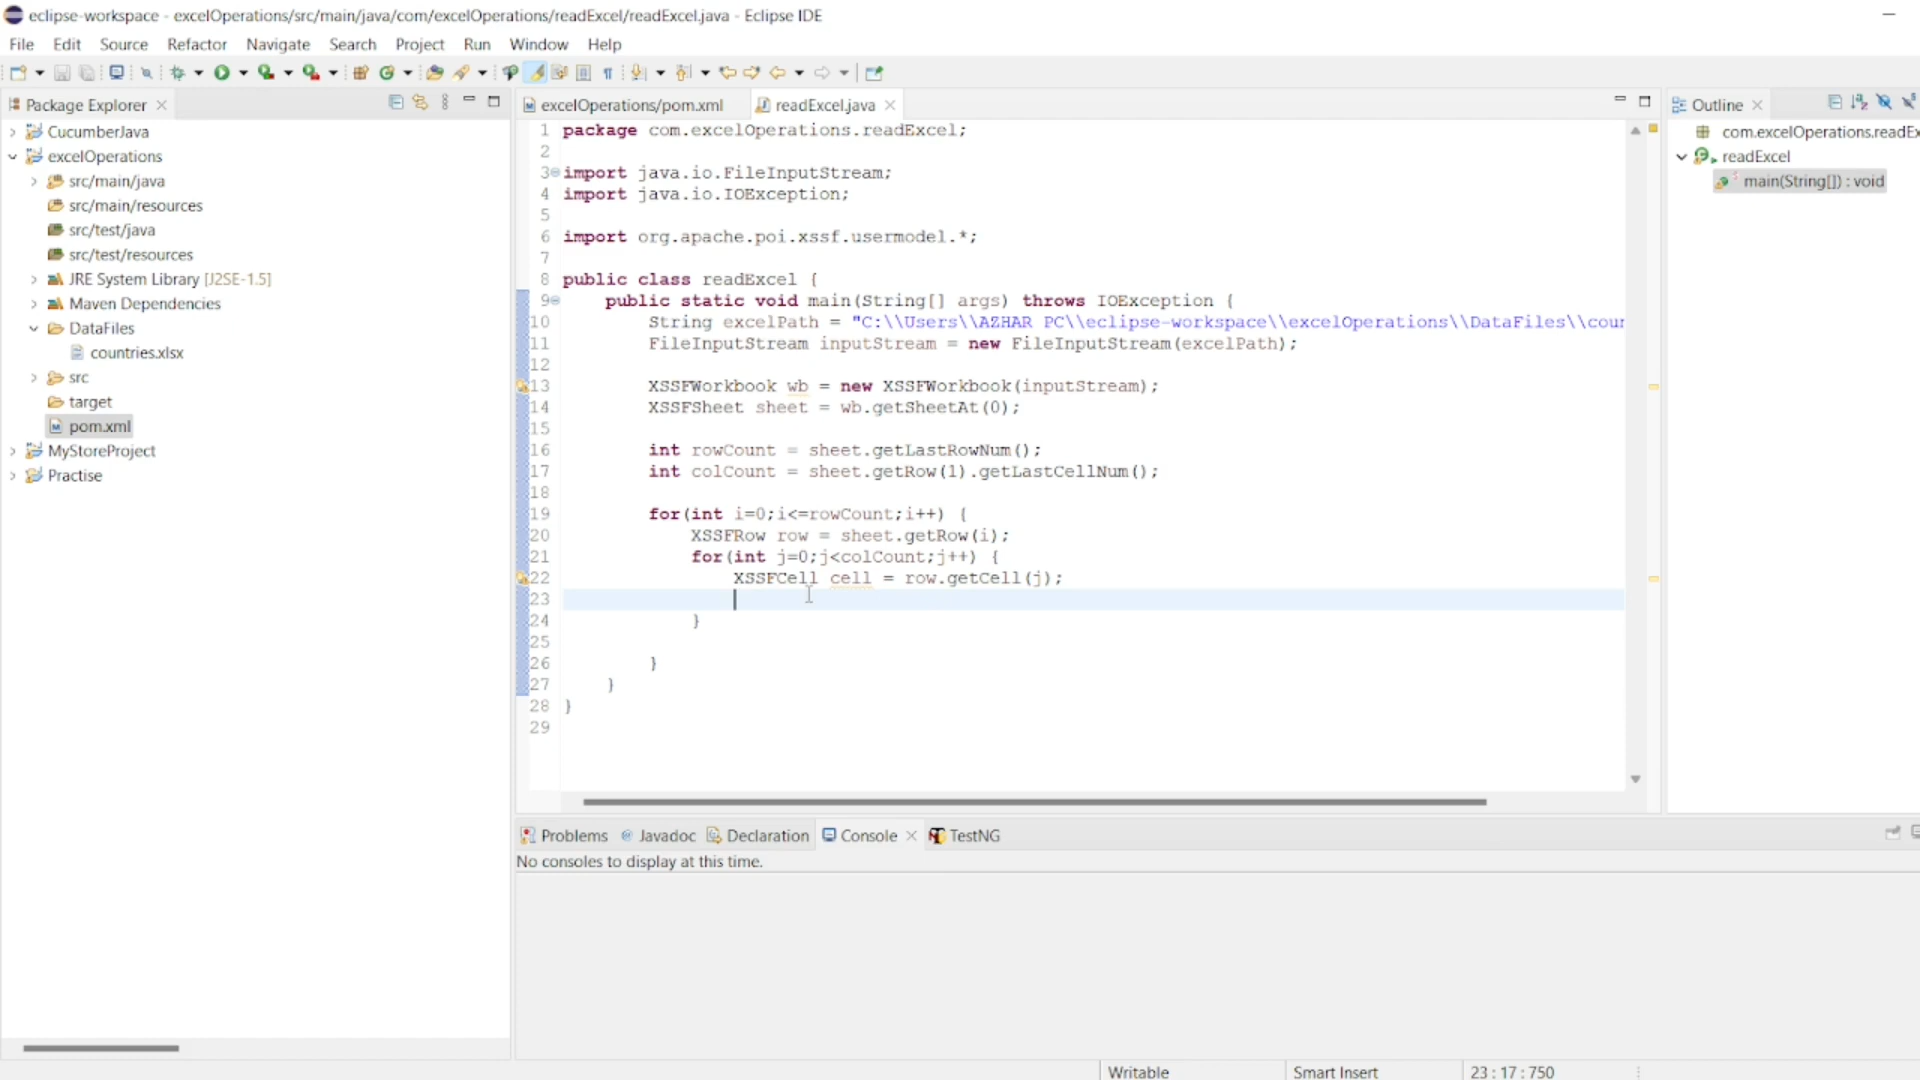 eclipse-workspace - excelOperations/src/main/java/com/excelOperations/readExcel/readExcel.java - Eclipse IDE
File Edit Source Refactor Navigate Search Project Run Window Help
Package Explorer
CucumberJava
excelOperations
src/main/java
src/main/resources
src/test/java
src/test/resources
JRE System Library [J2SE-1.5]
Maven Dependencies
DataFiles
countries.xlsx
src
target
pom.xml
MyStoreProject
Practise
excelOperations/pom.xml readExcel.java
1 package com.excelOperations.readExcel;
2
3 import java.io.FileInputStream;
4 import java.io.IOException;
5
6 import org.apache.poi.xssf.usermodel.*;
7
8 public class readExcel {
9 public static void main(String[] args) throws IOException {
10 String excelPath = "C:\\Users\\AZHAR PC\\eclipse-workspace\\excelOperations\\DataFiles\\cour
11 FileInputStream inputStream = new FileInputStream(excelPath);
12
13 XSSFWorkbook wb = new XSSFWorkbook(inputStream);
14 XSSFSheet sheet = wb.getSheetAt(0);
15
16 int rowCount = sheet.getLastRowNum();
17 int colCount = sheet.getRow(1).getLastCellNum();
18
19 for(int i=0;i<=rowCount;i++) {
20 XSSFRow row = sheet.getRow(i);
21 for(int j=0;j<colCount;j++) {
22 XSSFCell cell = row.getCell(j);
23
24 }
25
26 }
27 }
28 }
29
Outline
com.excelOperations.readEx
readExcel
main(String[]) : void
Problems Javadoc Declaration Console TestNG
No consoles to display at this time.
Writable Smart Insert 23 : 17 : 750